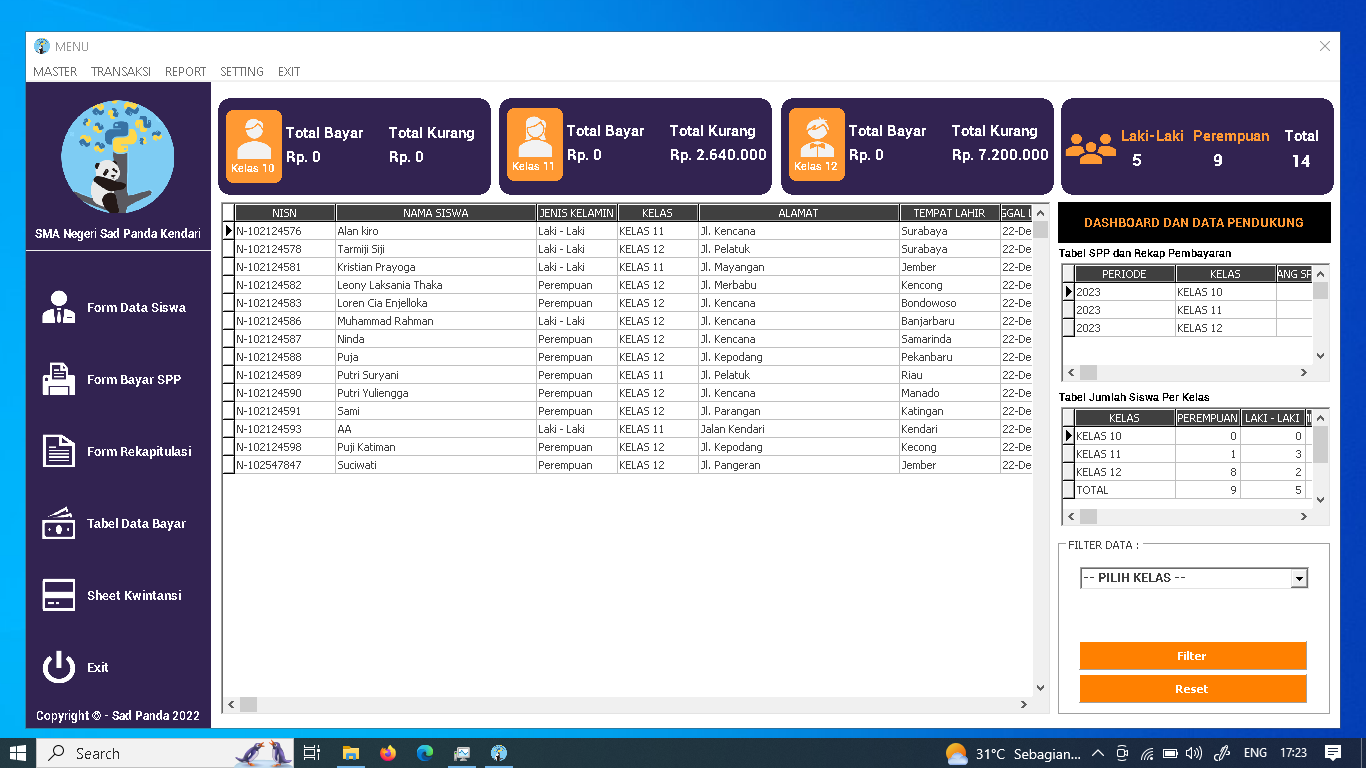 MENU
MASTER TRANSAKSI REPORT SETTING EXIT
SMA Negeri Sad Panda Kendari
Form Data Siswa
Form Bayar SPP
Form Rekapitulasi
Tabel Data Bayar
Sheet Kwintansi
Exit
Copyright © - Sad Panda 2022
Kelas 10
Total Bayar Total Kurang
Rp. 0 Rp. 0
Kelas 11
Total Bayar Total Kurang
Rp. 0 Rp. 2.640.000
Kelas 12
Total Bayar Total Kurang
Rp. 0 Rp. 7.200.000
Laki-Laki Perempuan Total
5 9 14
NISN NAMA SISWA JENIS KELAMIN KELAS ALAMAT TEMPAT LAHIR GGAL L
N-102124576 Alan kiro Laki - Laki KELAS 11 Jl. Kencana Surabaya 22-De
N-102124578 Tarmiji Siji Laki - Laki KELAS 12 Jl. Pelatuk Surabaya 22-De
N-102124581 Kristian Prayoga Laki - Laki KELAS 11 Jl. Mayangan Jember 22-De
N-102124582 Leony Laksania Thaka Perempuan KELAS 12 Jl. Merbabu Kencong 22-De
N-102124583 Loren Cia Enjelloka Perempuan KELAS 12 Jl. Kencana Bondowoso 22-De
N-102124586 Muhammad Rahman Laki - Laki KELAS 12 Jl. Kencana Banjarbaru 22-De
N-102124587 Ninda Perempuan KELAS 12 Jl. Kencana Samarinda 22-De
N-102124588 Puja Perempuan KELAS 12 Jl. Kepodang Pekanbaru 22-De
N-102124589 Putri Suryani Perempuan KELAS 11 Jl. Pelatuk Riau 22-De
N-102124590 Putri Yuliengga Perempuan KELAS 12 Jl. Kencana Manado 22-De
N-102124591 Sami Perempuan KELAS 12 Jl. Parangan Katingan 22-De
N-102124593 AA Laki - Laki KELAS 11 Jalan Kendari Kendari 22-De
N-102124598 Puji Katiman Perempuan KELAS 12 Jl. Kepodang Kecong 22-De
N-102547847 Suciwati Perempuan KELAS 12 Jl. Pangeran Jember 22-De
DASHBOARD DAN DATA PENDUKUNG
Tabel SPP dan Rekap Pembayaran
PERIODE KELAS ANG SP
2023 KELAS 10
2023 KELAS 11
2023 KELAS 12
Tabel Jumlah Siswa Per Kelas
KELAS PEREMPUAN LAKI - LAKI
KELAS 10 0 0
KELAS 11 1 3
KELAS 12 8 2
TOTAL 9 5
FILTER DATA :
-- PILIH KELAS --
Filter
Reset
Search
31°C Sebagian...
ENG 17:23